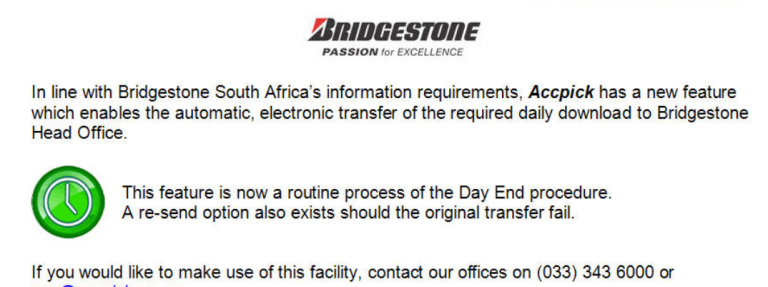 BRIDGESTONE
PASSION for EXCELLENCE
In line with Bridgestone South Africa's information requirements, Accpick has a new feature
which enables the automatic, electronic transfer of the required daily download to Bridgestone
Head Office.
This feature is now a routine process of the Day End procedure.
A re-send option also exists should the original transfer fail.
If you would like to make use of this facility, contact our offices on (033) 343 6000 or